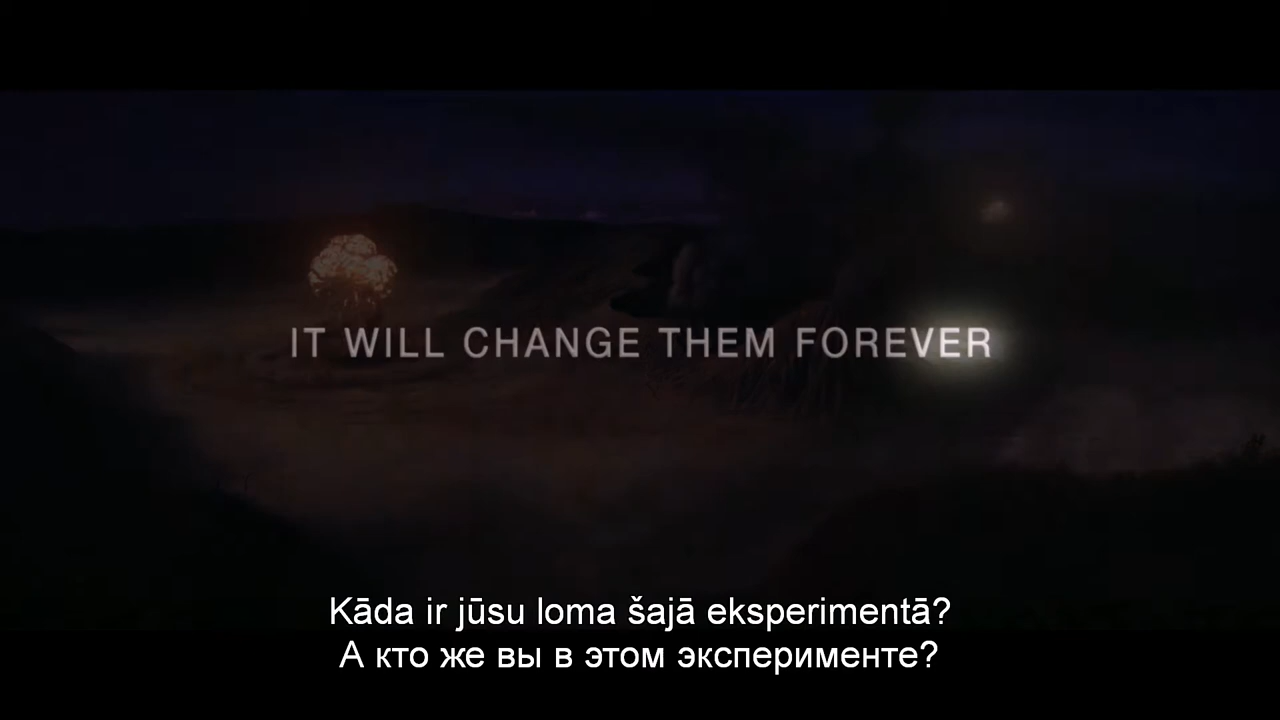 IT WILL CHANGE THEM FOREVER
Kāda ir jūsu loma šajā eksperimentā?
А кто же вы в этом эксперименте?